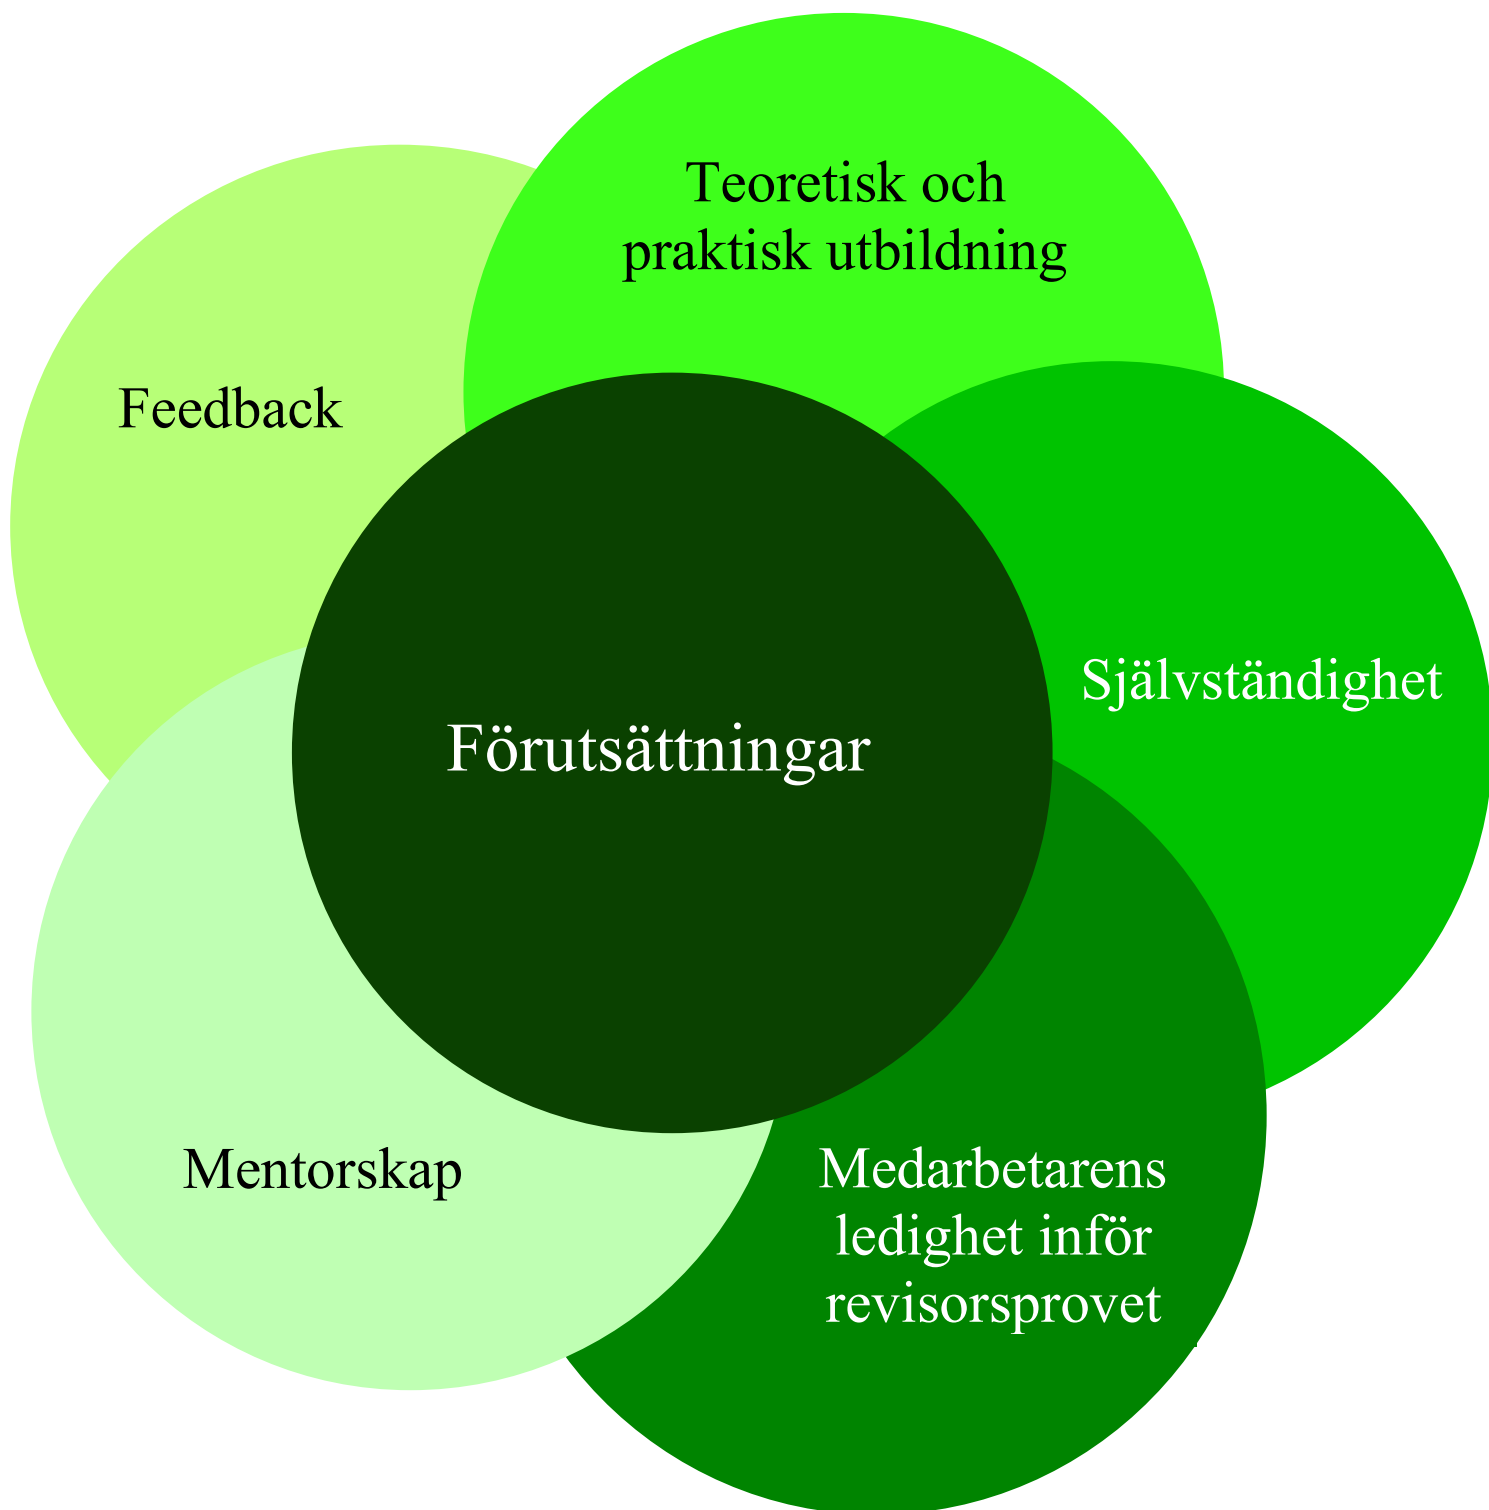 Teoretisk och
praktisk utbildning
Feedback
Självständighet
Förutsättningar
Mentorskap
Medarbetarens
ledighet inför
revisorsprovet